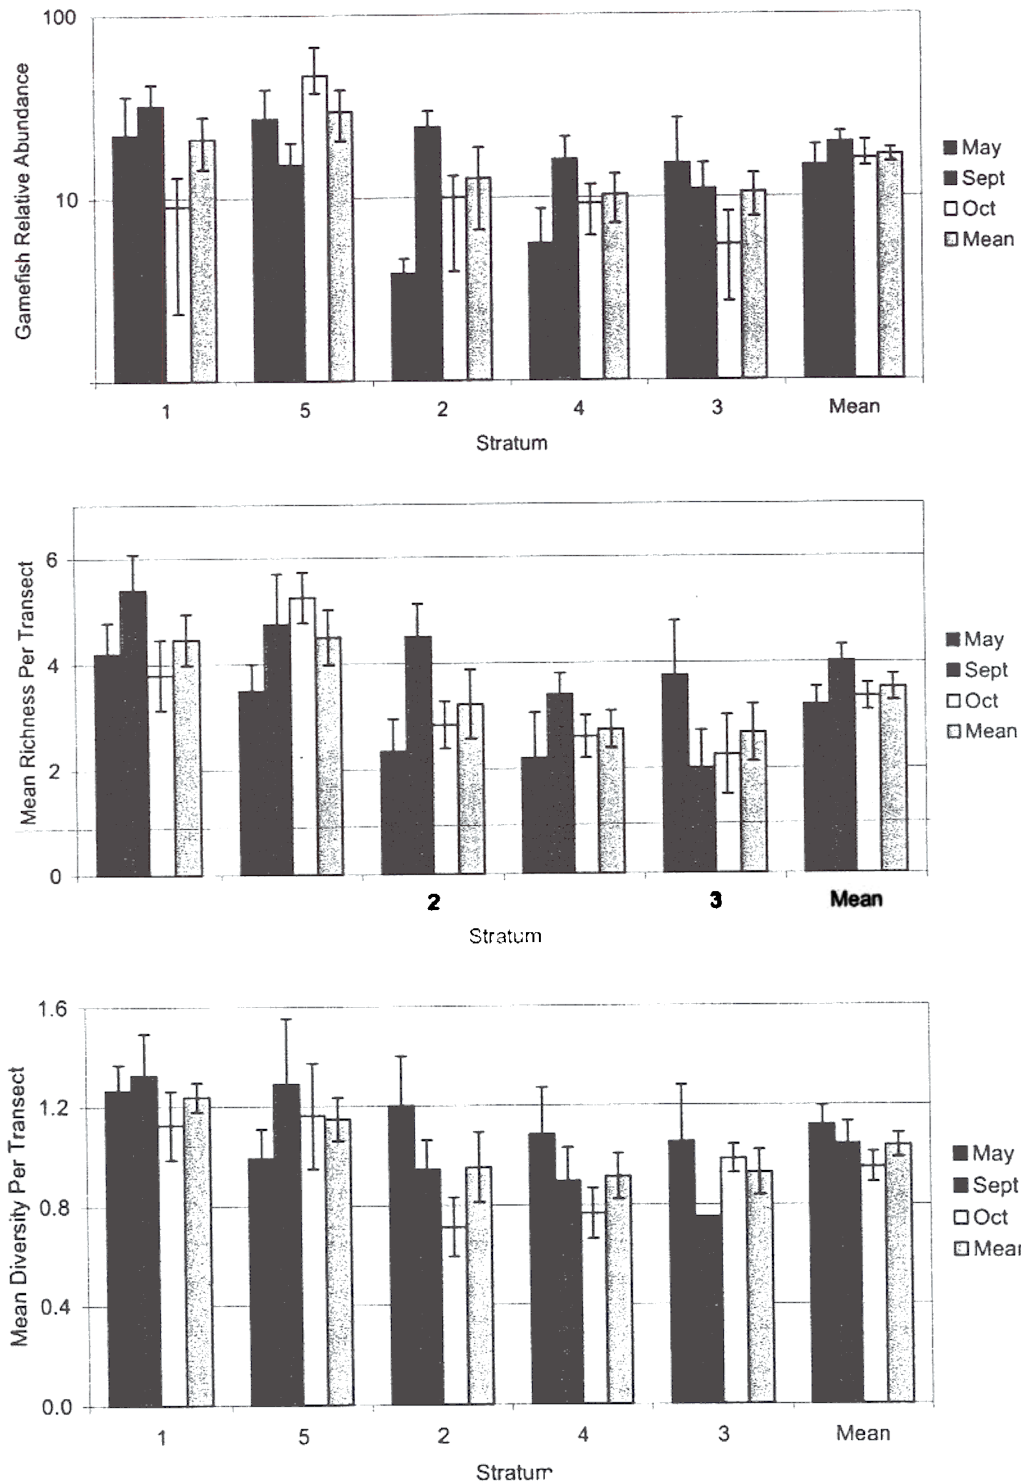 100
10
Gamefish Relative Abundance
May
Sept
Oct
Mean
1 5 2 4 3 Mean
Stratum
6
4
2
0
Mean Richness Per Transect
May
Sept
Oct
Mean
2 3 Mean
Stratum
1.6
1.2
0.8
0.4
0.0
Mean Diversity Per Transect
May
Sept
Oct
Mear
1 5 2 4 3 Mean
Stratum